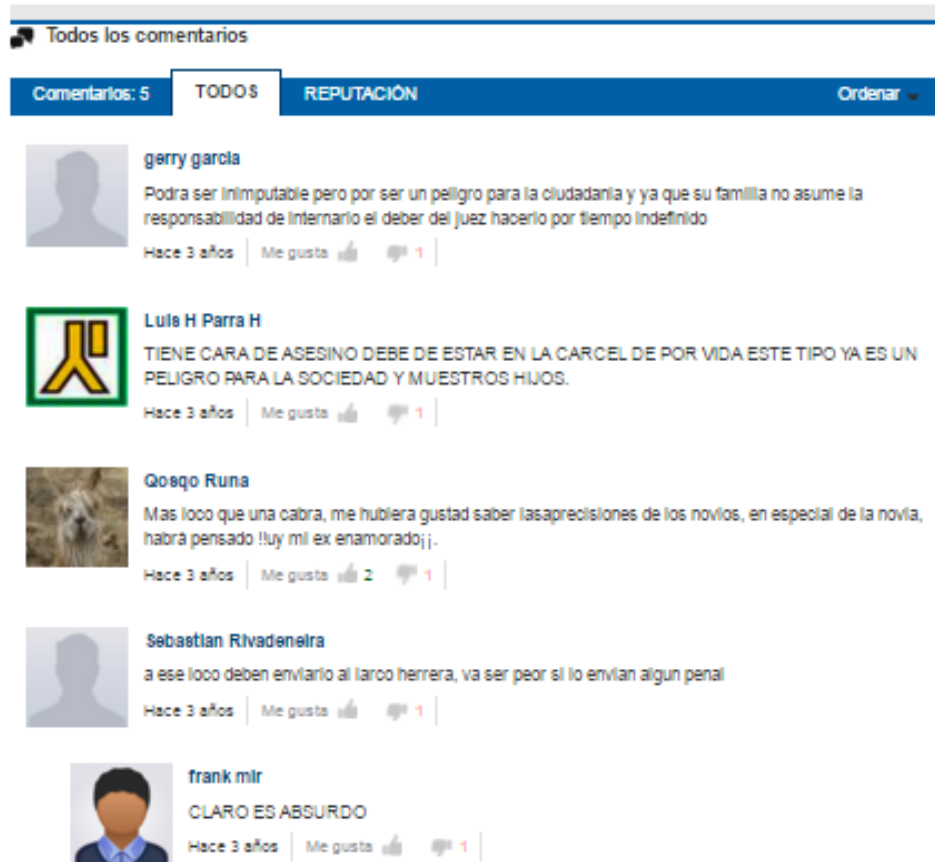 Todos los comentarios
Comentarios: 5 TODOS REPUTACIÓN Ordenar
gerry garcia
Podra ser inimputable pero por ser un peligro para la ciudadania y ya que su familia no asume la
responsabilidad de internarlo el deber del juez hacerlo por tiempo indefinido
Hace 3 años Me gusta 1
Luis H Parra H
TIENE CARA DE ASESINO DEBE DE ESTAR EN LA CARCEL DE POR VIDA ESTE TIPO YA ES UN
PELIGRO PARA LA SOCIEDAD Y MUESTROS HIJOS.
Hace 3 años Me gusta 1
Qosqo Runa
Mas loco que una cabra, me hubiera gustad saber lasaprecisiones de los novios, en especial de la novia,
habrá pensado !!uy mi ex enamorado¡¡.
Hace 3 años Me gusta 2 1
Sebastian Rivadeneira
a ese loco deben enviarlo al larco herrera, va ser peor si lo envian algun penal
Hace 3 años Me gusta 1
frank mir
CLARO ES ABSURDO
Hace 3 años Me gusta 1